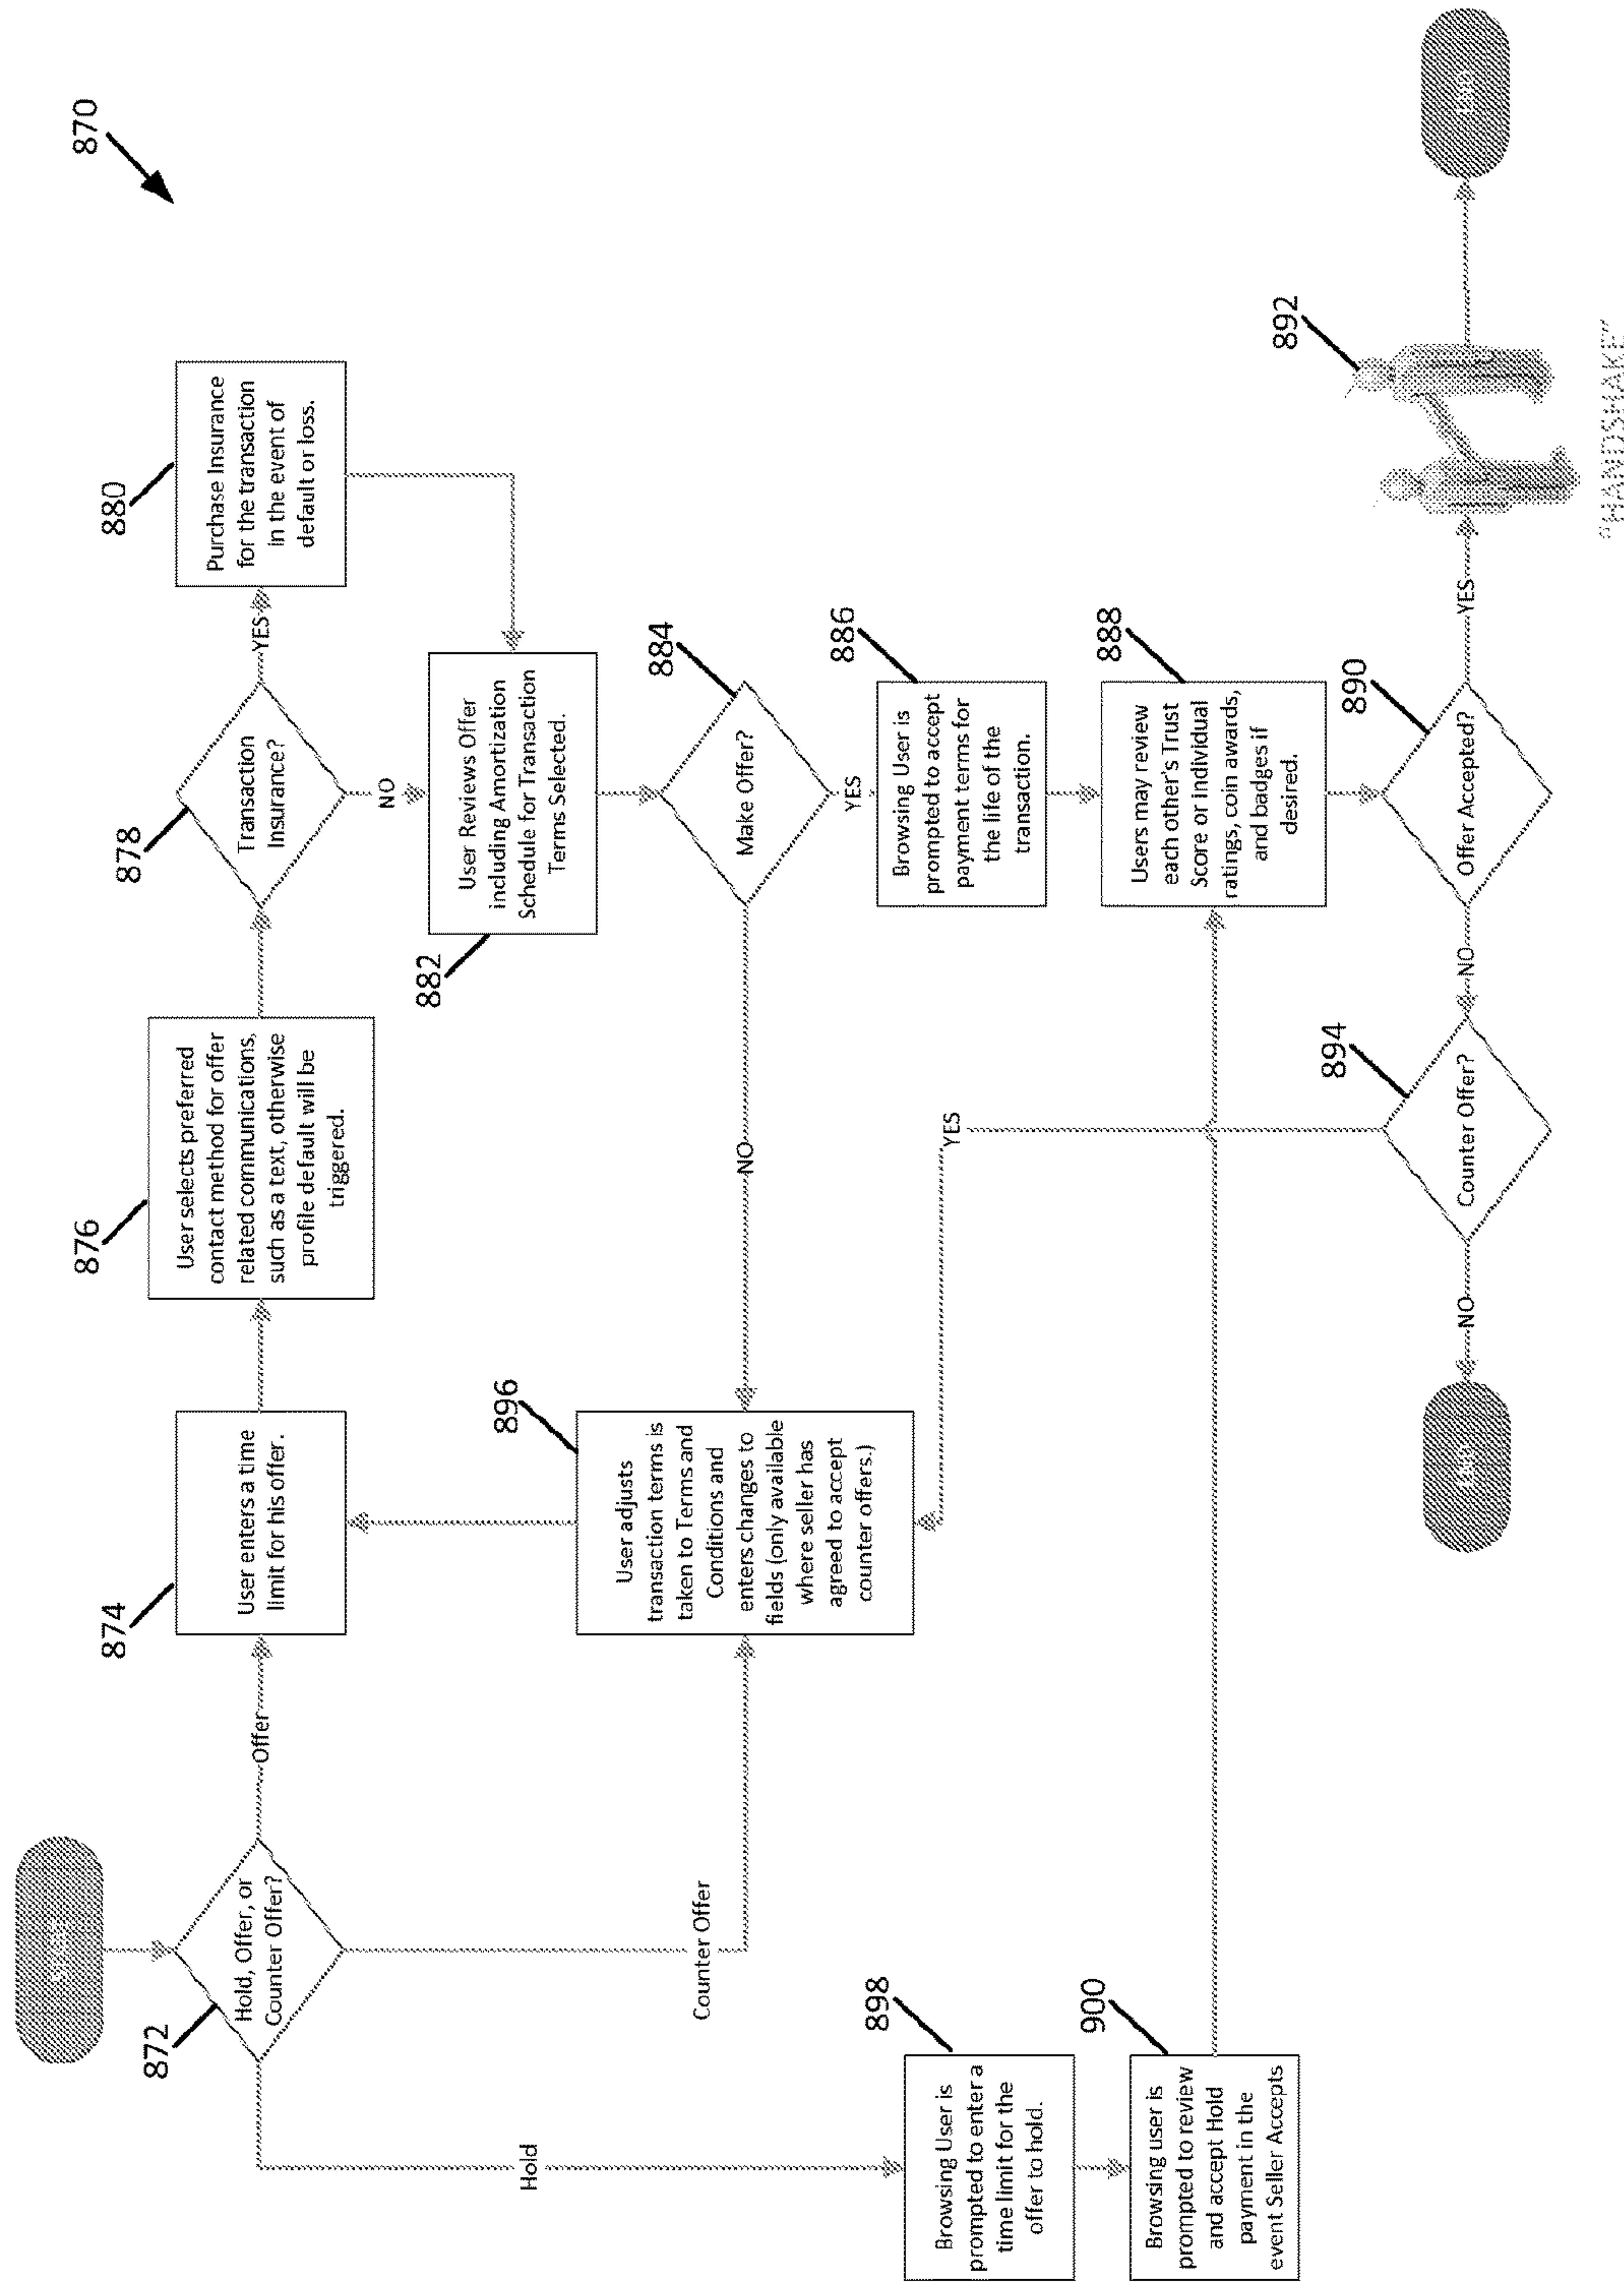 870
872
Hold, Offer, or
Counter Offer?
Offer
874
User enters a time
limit for his offer.
876
User selects preferred
contact method for offer
related communications,
such as a text, otherwise
profile default will be
triggered.
878
Transaction
Insurance?
YES
880
Purchase Insurance
for the transaction
in the event of
default or loss.
NO
882
User Reviews Offer
including Amortization
Schedule for Transaction
Terms Selected.
884
Make Offer?
NO
YES
886
Browsing User is
prompted to accept
payment terms for
the life of the
transaction.
888
Users may review
each other's Trust
Score or individual
ratings, coin awards,
and badges if
desired.
890
Offer Accepted?
YES
892
"HANDSHAKE"
End
NO
894
Counter Offer?
YES
NO
End
896
User adjusts
transaction terms is
taken to Terms and
Conditions and
enters changes to
fields (only available
where seller has
agreed to accept
counter offers.)
Counter Offer
Hold
898
Browsing User is
prompted to enter a
time limit for the
offer to hold.
900
Browsing user is
prompted to review
and accept Hold
payment in the
event Seller Accepts